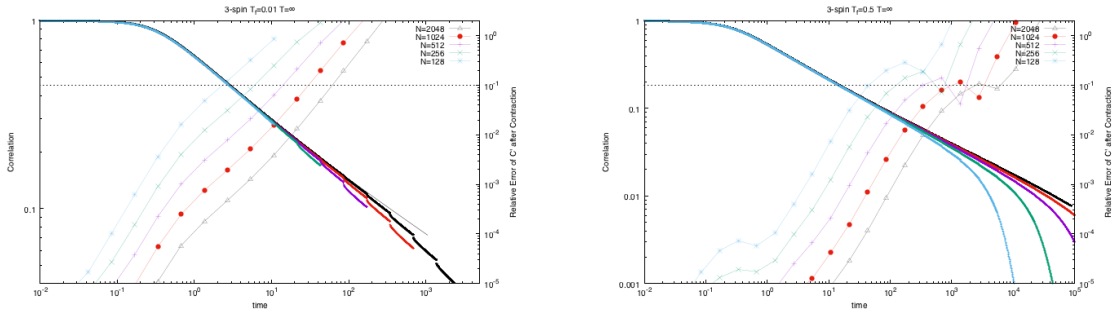 3-spin T_f=0.01 T=∞
N=2048
N=1024
N=512
N=256
N=128
Correlation
1
0.1
10^0
10^-1
10^-2
10^-3
10^-4
10^-5
Relative Error of C' after Contraction
10^-2
10^-1
10^0
10^1
10^2
10^3
time
3-spin T_f=0.5 T=∞
N=2048
N=1024
N=512
N=256
N=128
Correlation
1
0.1
0.01
0.001
10^0
10^-1
10^-2
10^-3
10^-4
10^-5
Relative Error of C' after Contraction
10^-2
10^-1
10^0
10^1
10^2
10^3
10^4
10^5
time